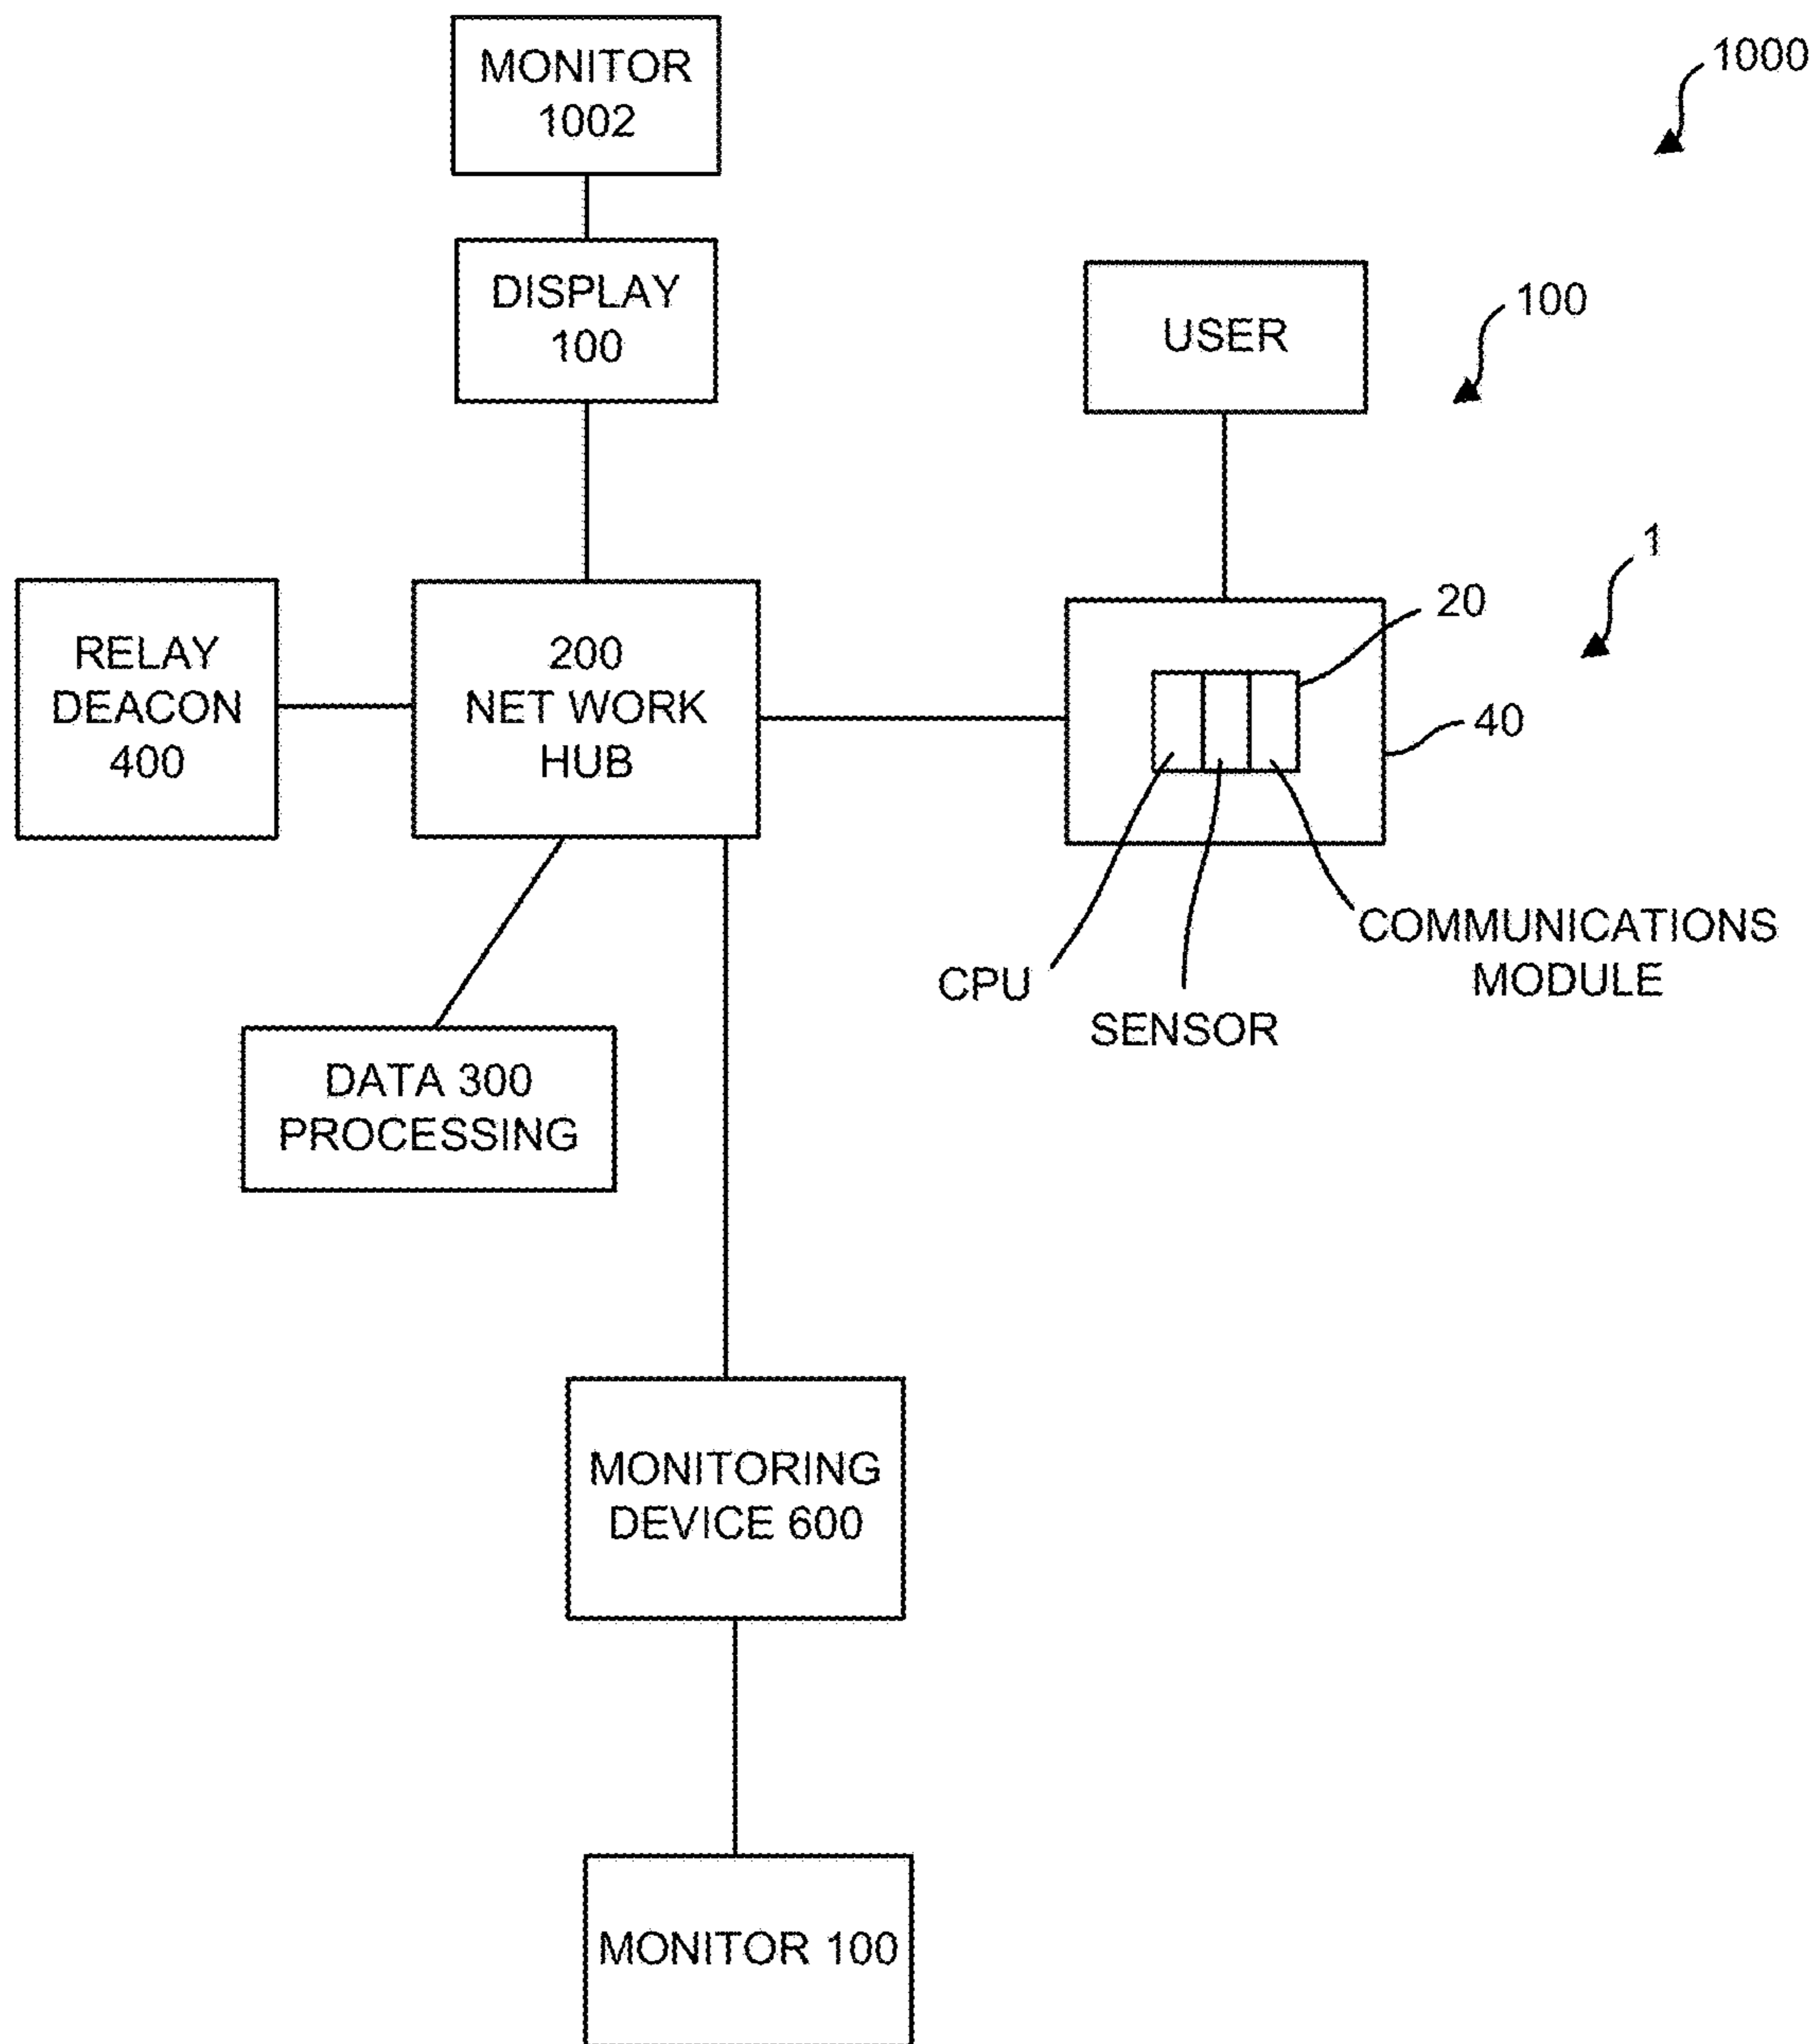 MONITOR
1002
1000
DISPLAY
100
USER
100
1
20
40
RELAY
DEACON
400
200
NET WORK
HUB
CPU
SENSOR
COMMUNICATIONS
MODULE
DATA 300
PROCESSING
MONITORING
DEVICE 600
MONITOR 100